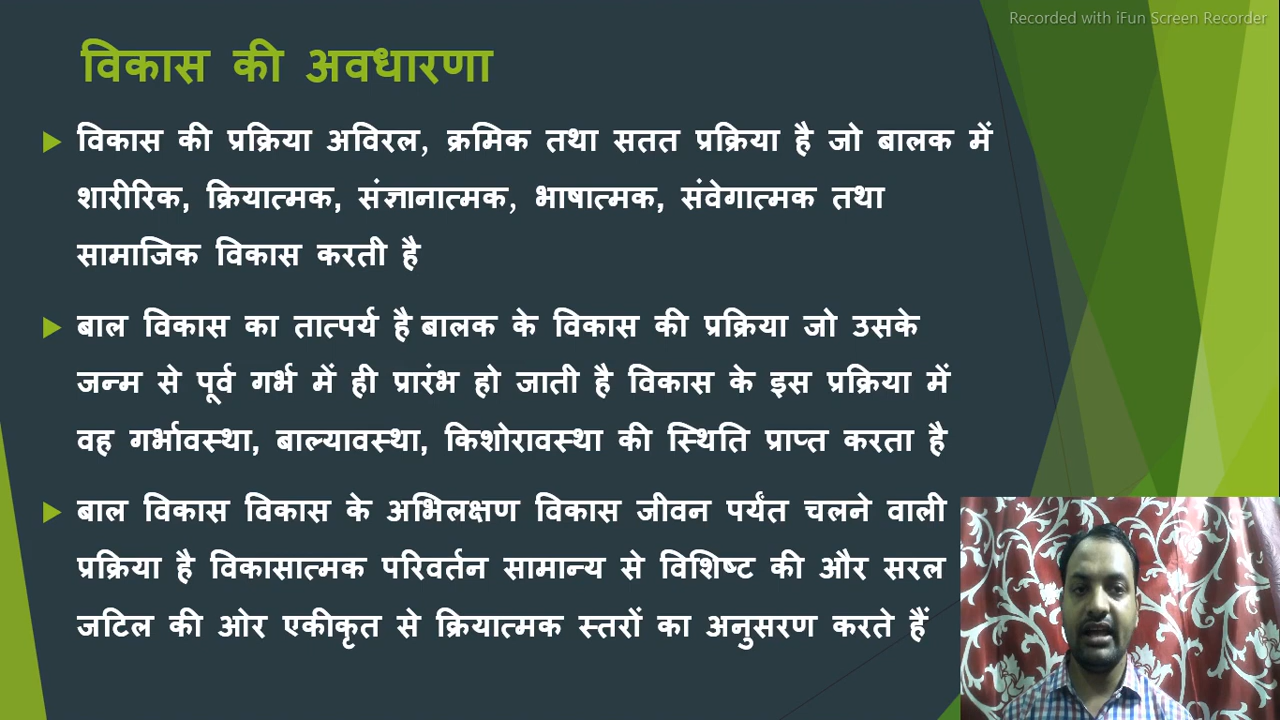 Recorded with iFun Screen Recorder
विकास की अवधारणा
विकास की प्रक्रिया अविरल, क्रमिक तथा सतत प्रक्रिया है जो बालक में
शारीरिक, क्रियात्मक, संज्ञानात्मक, भाषात्मक, संवेगात्मक तथा
सामाजिक विकास करती है
बाल विकास का तात्पर्य है बालक के विकास की प्रक्रिया जो उसके
जन्म से पूर्व गर्भ में ही प्रारंभ हो जाती है विकास के इस प्रक्रिया में
वह गर्भावस्था, बाल्यावस्था, किशोरावस्था की स्थिति प्राप्त करता है
बाल विकास विकास के अभिलक्षण विकास जीवन पर्यंत चलने वाली
प्रक्रिया है विकासात्मक परिवर्तन सामान्य से विशिष्ट की और सरल
जटिल की ओर एकीकृत से क्रियात्मक स्तरों का अनुसरण करते हैं